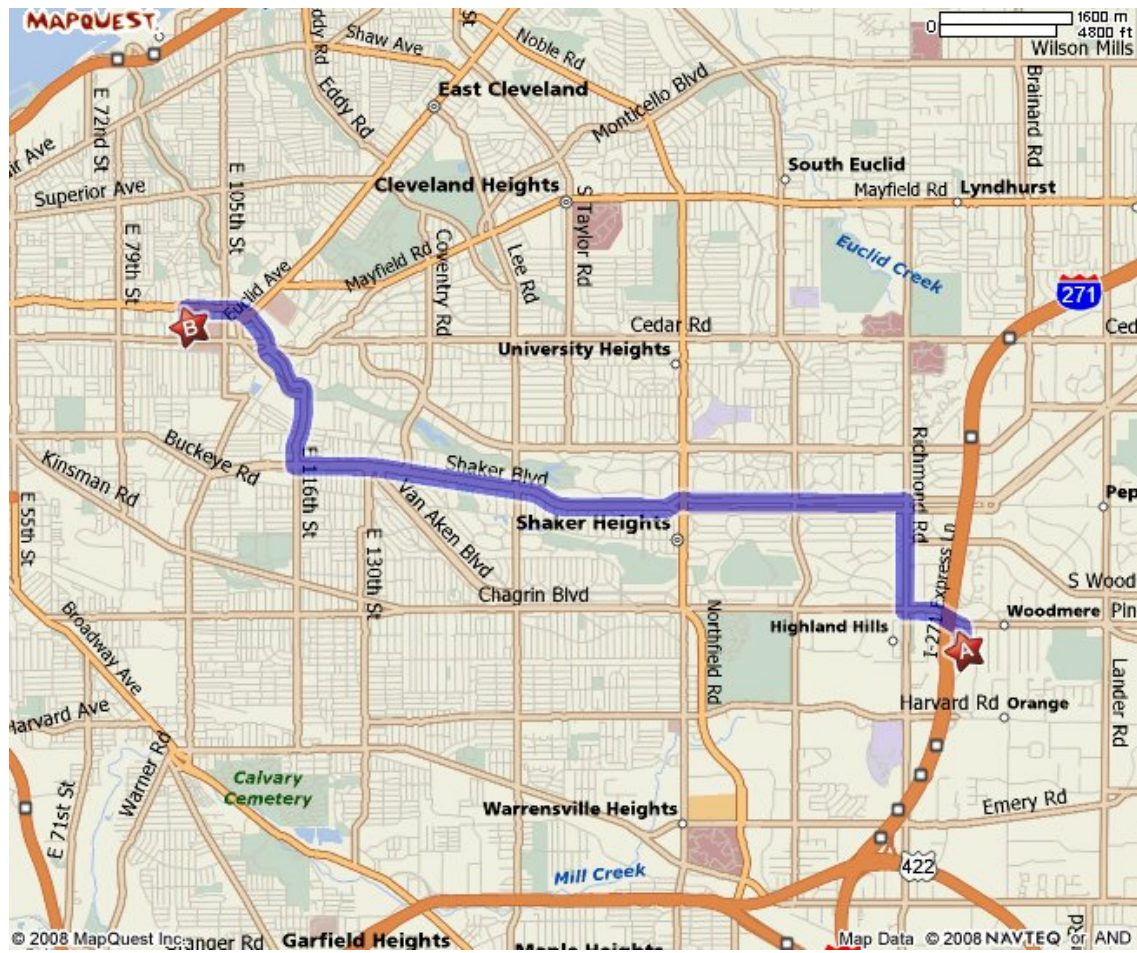 MAPQUEST.
0 1600 m
4800 ft
Wilson Mills
Shaw Ave
Noble Rd
Eddy Rd
East Cleveland
Monticello Blvd
Brainard Rd
E 72nd St
Superior Ave
E 105th St
Cleveland Heights
S Taylor Rd
South Euclid
Mayfield Rd
Lyndhurst
E 79th St
Euclid Ave
Mayfield Rd
Coventry Rd
Lee Rd
Euclid Creek
271
B
Cedar Rd
University Heights
Buckeye Rd
Kinsman Rd
E 116th St
Shaker Blvd
Richmond Rd
E 55th St
Van Aken Blvd
Shaker Heights
E 130th St
Chagrin Blvd
I-271 Express Ln
S Wood
Woodmere
Highland Hills
A
Northfield Rd
Broadway Ave
Harvard Rd
Orange
Lander Rd
Harvard Ave
Warner Rd
Calvary
Cemetery
E 71st St
Warrensville Heights
Emery Rd
Mill Creek
422
© 2008 MapQuest Inc.
Garfield Heights
Maple Heights
Map Data © 2008 NAVTEQ or AND